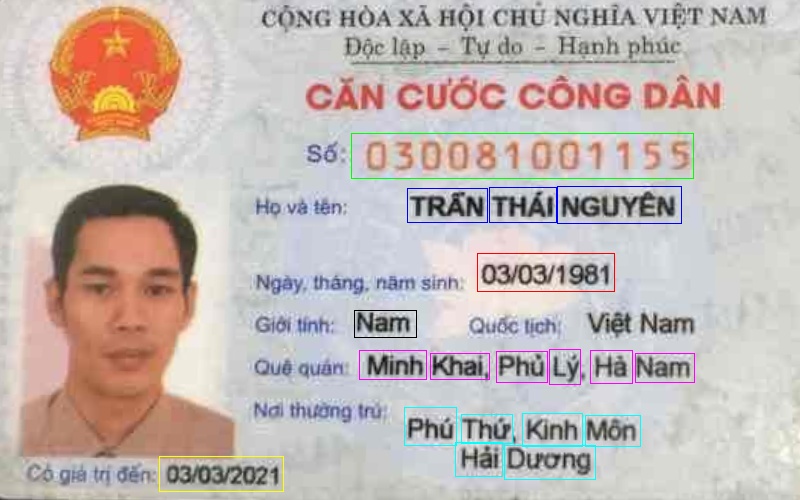 CỘNG HÒA XÃ HỘI CHỦ NGHĨA VIỆT NAM
Độc lập - Tự do - Hạnh phúc
CĂN CƯỚC CÔNG DÂN
Số: 030081001155
Họ và tên: TRẦN THÁI NGUYÊN
Ngày, tháng, năm sinh: 03/03/1981
Giới tính: Nam Quốc tịch: Việt Nam
Quê quán: Minh Khai, Phủ Lý, Hà Nam
Nơi thường trú: Phú Thứ, Kinh Môn
Hải Dương
Có giá trị đến: 03/03/2021